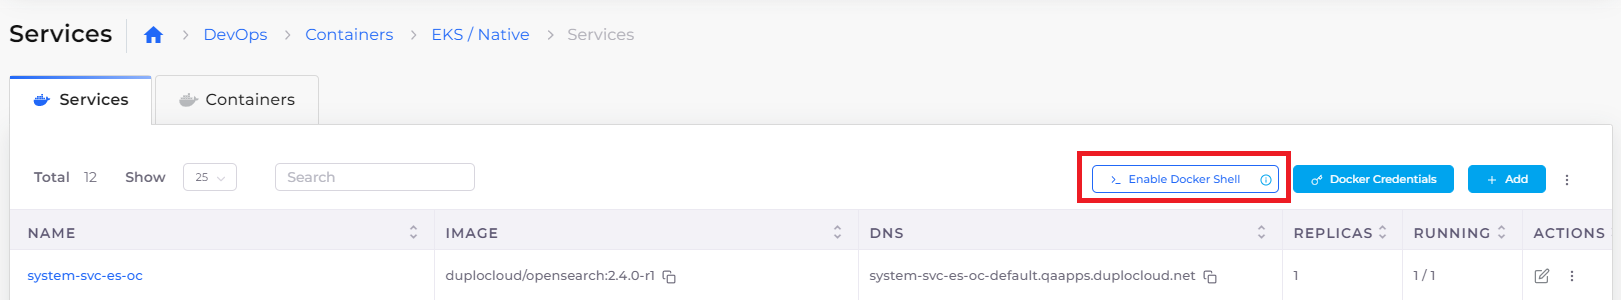 Services DevOps Containers EKS / Native Services
Services Containers
Total 12 Show 25 Search Enable Docker Shell Docker Credentials + Add
NAME IMAGE DNS REPLICAS RUNNING ACTIONS
system-svc-es-oc duplocloud/opensearch:2.4.0-r1 system-svc-es-oc-default.qaapps.duplocloud.net 1 1 / 1